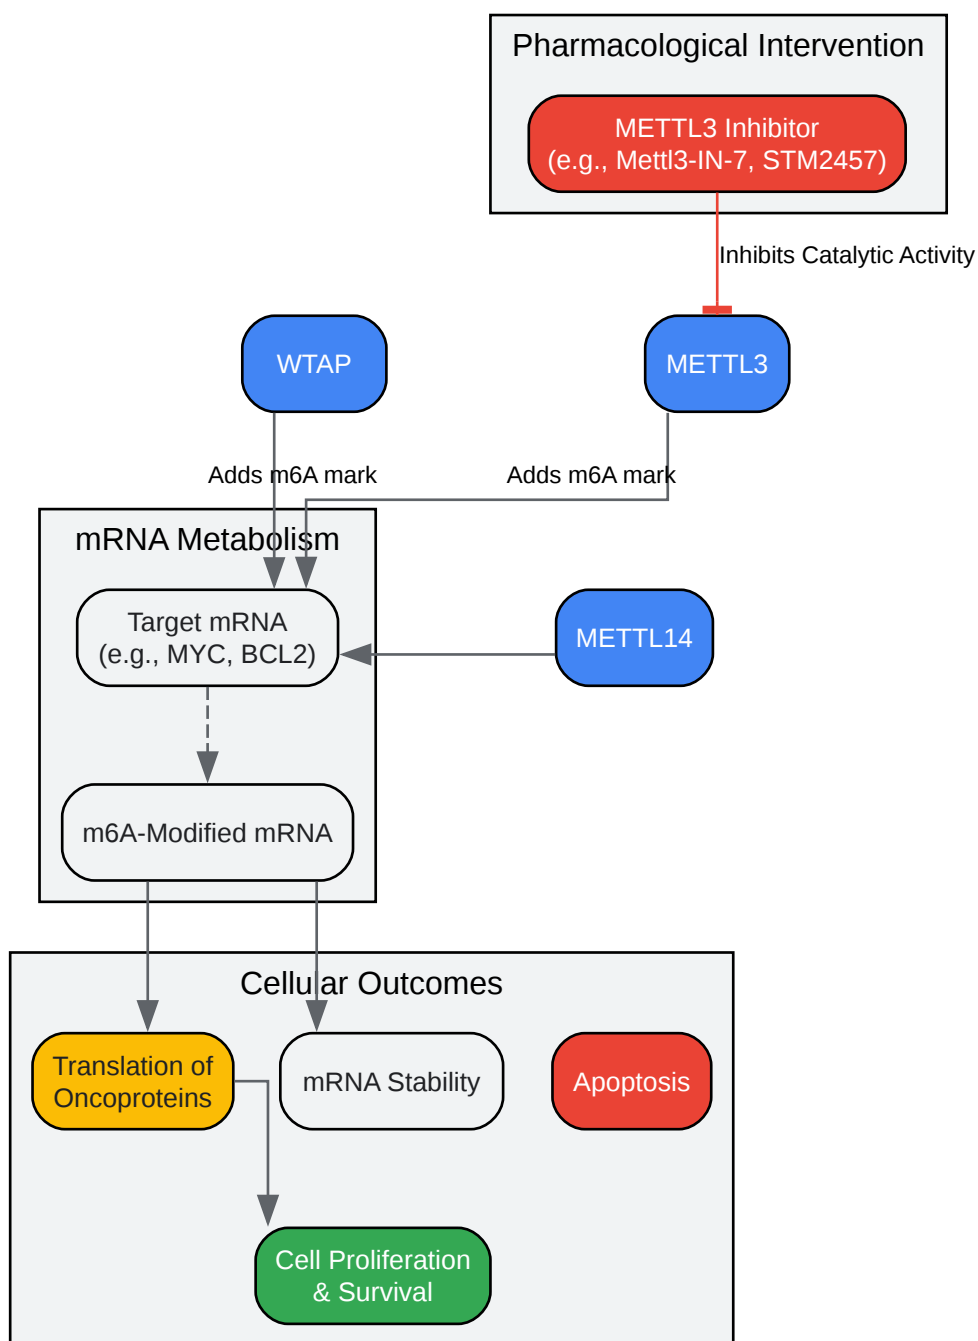 Pharmacological Intervention
METTL3 Inhibitor
(e.g., Mettl3-IN-7, STM2457)
Inhibits Catalytic Activity
WTAP
METTL3
Adds m6A mark
Adds m6A mark
mRNA Metabolism
Target mRNA
(e.g., MYC, BCL2)
METTL14
m6A-Modified mRNA
Cellular Outcomes
Translation of
Oncoproteins
mRNA Stability
Apoptosis
Cell Proliferation
& Survival